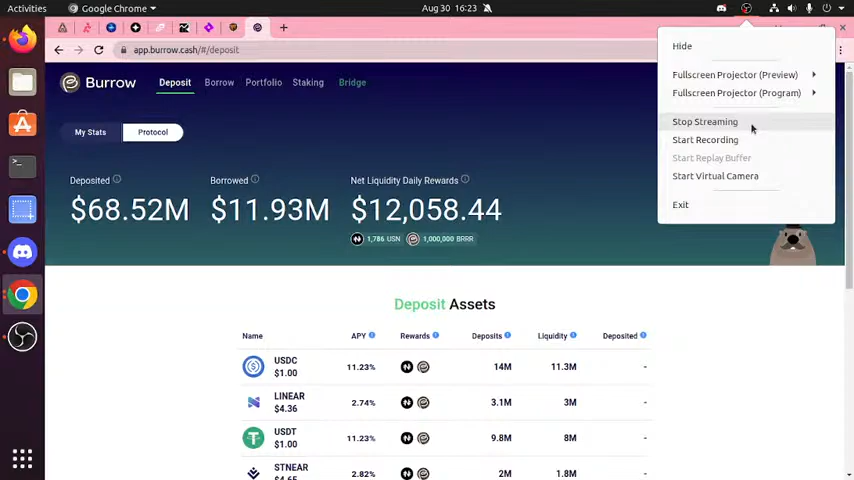 Activities
Google Chrome
Aug 30 16:23
app.burrow.cash/#/deposit
Hide
Fullscreen Projector (Preview)
Fullscreen Projector (Program)
Stop Streaming
Start Recording
Start Replay Buffer
Start Virtual Camera
Exit
Burrow
Deposit
Borrow
Portfolio
Staking
Bridge
My Stats
Protocol
Deposited
Borrowed
Net Liquidity Daily Rewards
$68.52M
$11.93M
$12,058.44
1,786 USN
1,000,000 BRRR
Deposit Assets
Name APY Rewards Deposits Liquidity Deposited
USDC
$1.00
11.23% 14M 11.3M -
LINEAR
$4.36
2.74% 3.1M 3M -
USDT
$1.00
11.23% 9.8M 8M -
STNEAR
2.82% 2M 1.8M -